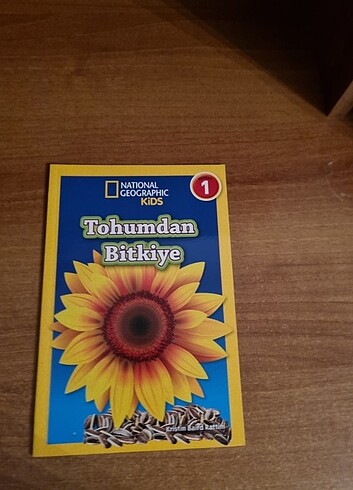 NATIONAL
GEOGRAPHIC
KiDS
1
Tohumdan
Bitkiye
Kristin Baird Rattini